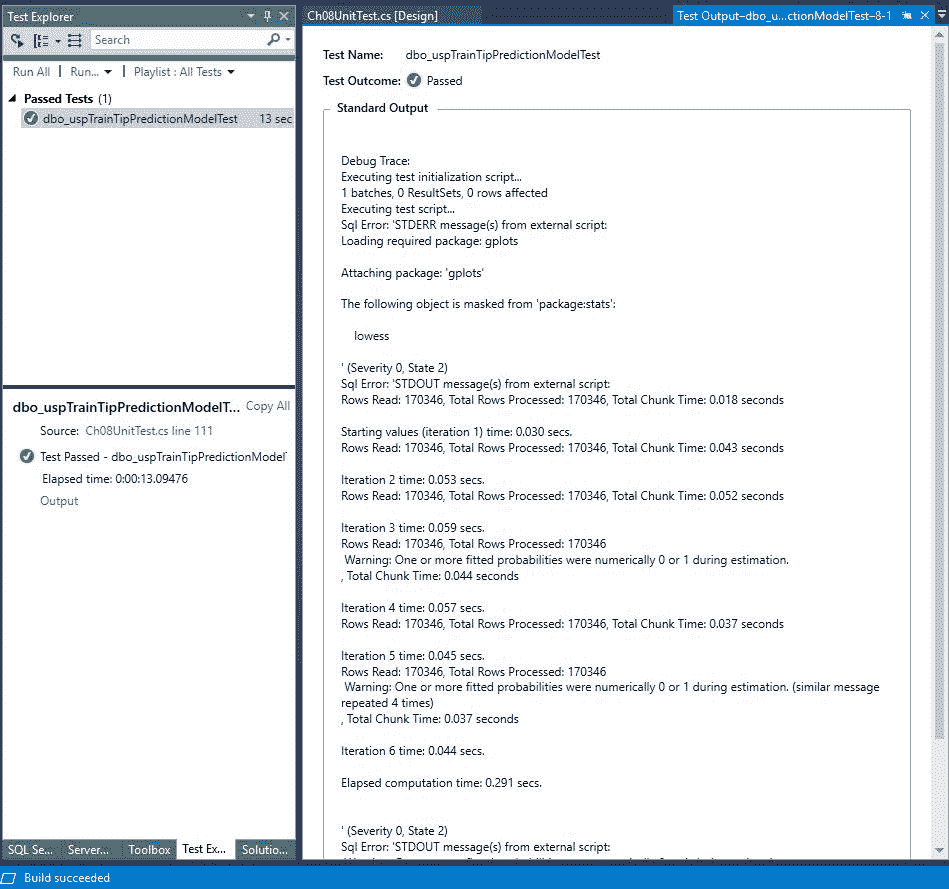 Test Explorer
Search
Run All | Run... | Playlist : All Tests
Passed Tests (1)
dbo_uspTrainTipPredictionModelTest 13 sec
dbo_uspTrainTipPredictionModelT... Copy All
Source: Ch08UnitTest.cs line 111
Test Passed - dbo_uspTrainTipPredictionModel
Elapsed time: 0:00:13.09476
Output
SQL Se... Server... Toolbox Test Ex... Solutio...
Ch08UnitTest.cs [Design]
Test Output–dbo_u...ctionModelTest–8-1
Test Name: dbo_uspTrainTipPredictionModelTest
Test Outcome: Passed
Standard Output
Debug Trace:
Executing test initialization script...
1 batches, 0 ResultSets, 0 rows affected
Executing test script...
Sql Error: 'STDERR message(s) from external script:
Loading required package: gplots
Attaching package: 'gplots'
The following object is masked from 'package:stats':
lowess
' (Severity 0, State 2)
Sql Error: 'STDOUT message(s) from external script:
Rows Read: 170346, Total Rows Processed: 170346, Total Chunk Time: 0.018 seconds
Starting values (iteration 1) time: 0.030 secs.
Rows Read: 170346, Total Rows Processed: 170346, Total Chunk Time: 0.043 seconds
Iteration 2 time: 0.053 secs.
Rows Read: 170346, Total Rows Processed: 170346, Total Chunk Time: 0.052 seconds
Iteration 3 time: 0.059 secs.
Rows Read: 170346, Total Rows Processed: 170346
Warning: One or more fitted probabilities were numerically 0 or 1 during estimation.
, Total Chunk Time: 0.044 seconds
Iteration 4 time: 0.057 secs.
Rows Read: 170346, Total Rows Processed: 170346, Total Chunk Time: 0.037 seconds
Iteration 5 time: 0.045 secs.
Rows Read: 170346, Total Rows Processed: 170346
Warning: One or more fitted probabilities were numerically 0 or 1 during estimation. (similar message
repeated 4 times)
, Total Chunk Time: 0.037 seconds
Iteration 6 time: 0.044 secs.
Elapsed computation time: 0.291 secs.
' (Severity 0, State 2)
Sql Error: 'STDOUT message(s) from external script:
Build succeeded